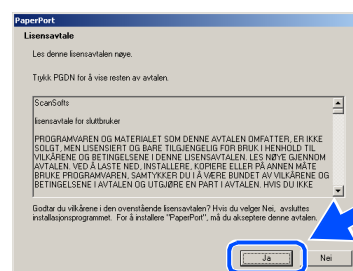 PaperPort
Lisensavtale
Les denne lisensavtalen nøye.
Trykk PGDN for å vise resten av avtalen.
ScanSofts
lisensavtale for sluttbruker
PROGRAMVAREN OG MATERIALET SOM DENNE AVTALEN OMFATTER, ER IKKE
SOLGT, MEN LISENSIERT OG BARE TILGJENGELIG FOR BRUK I HENHOLD TIL
VILKÅRENE OG BETINGELSENE I DENNE LISENSAVTALEN. LES NØYE GJENNOM
AVTALEN. VED Å LASTE NED, INSTALLERE, KOPIERE ELLER PÅ ANNEN MÅTE
BRUKE PROGRAMVAREN, SAMTYKKER DU I Å VÆRE BUNDET AV VILKÅRENE OG
BETINGELSENE I AVTALEN OG UTGJØRE EN PART I AVTALEN. HVIS DU IKKE
Godtar du vilkårene i den ovenstående lisensavtalen? Hvis du velger Nei, avsluttes
installasjonsprogrammet. For å installere "PaperPort", må du akseptere denne avtalen.
Ja
Nei